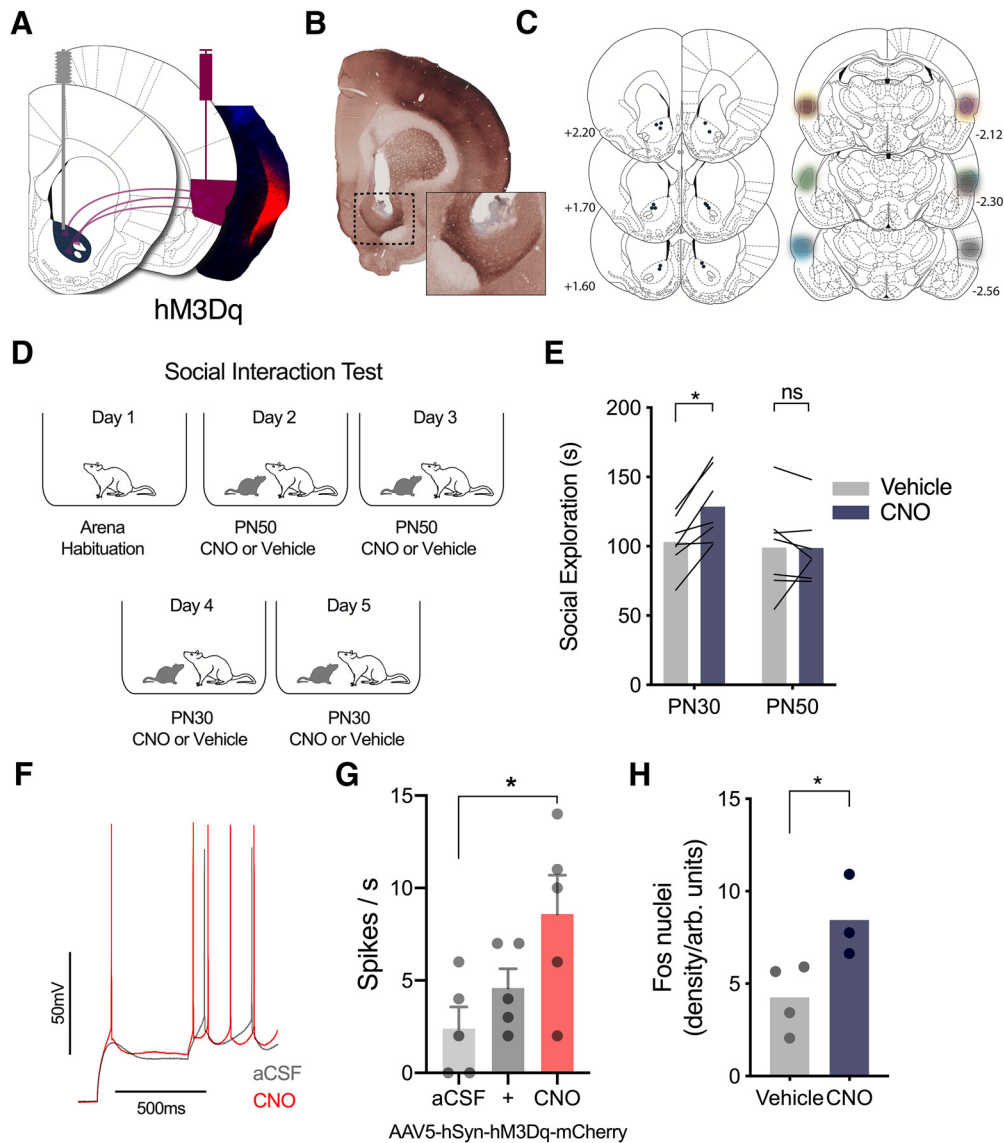 A
hM3Dq
B
C
+2.20
+1.70
+1.60
-2.12
-2.30
-2.56
D
Social Interaction Test
Day 1
Arena
Habituation
Day 2
PN50
CNO or Vehicle
Day 3
PN50
CNO or Vehicle
Day 4
PN30
CNO or Vehicle
Day 5
PN30
CNO or Vehicle
E
Social Exploration (s)
200
150
100
50
0
*
ns
Vehicle
CNO
PN30
PN50
F
50mV
500ms
aCSF
CNO
G
Spikes / s
15
10
5
0
*
aCSF + CNO
AAV5-hSyn-hM3Dq-mCherry
H
Fos nuclei
(density/arb. units)
15
10
5
0
*
Vehicle CNO